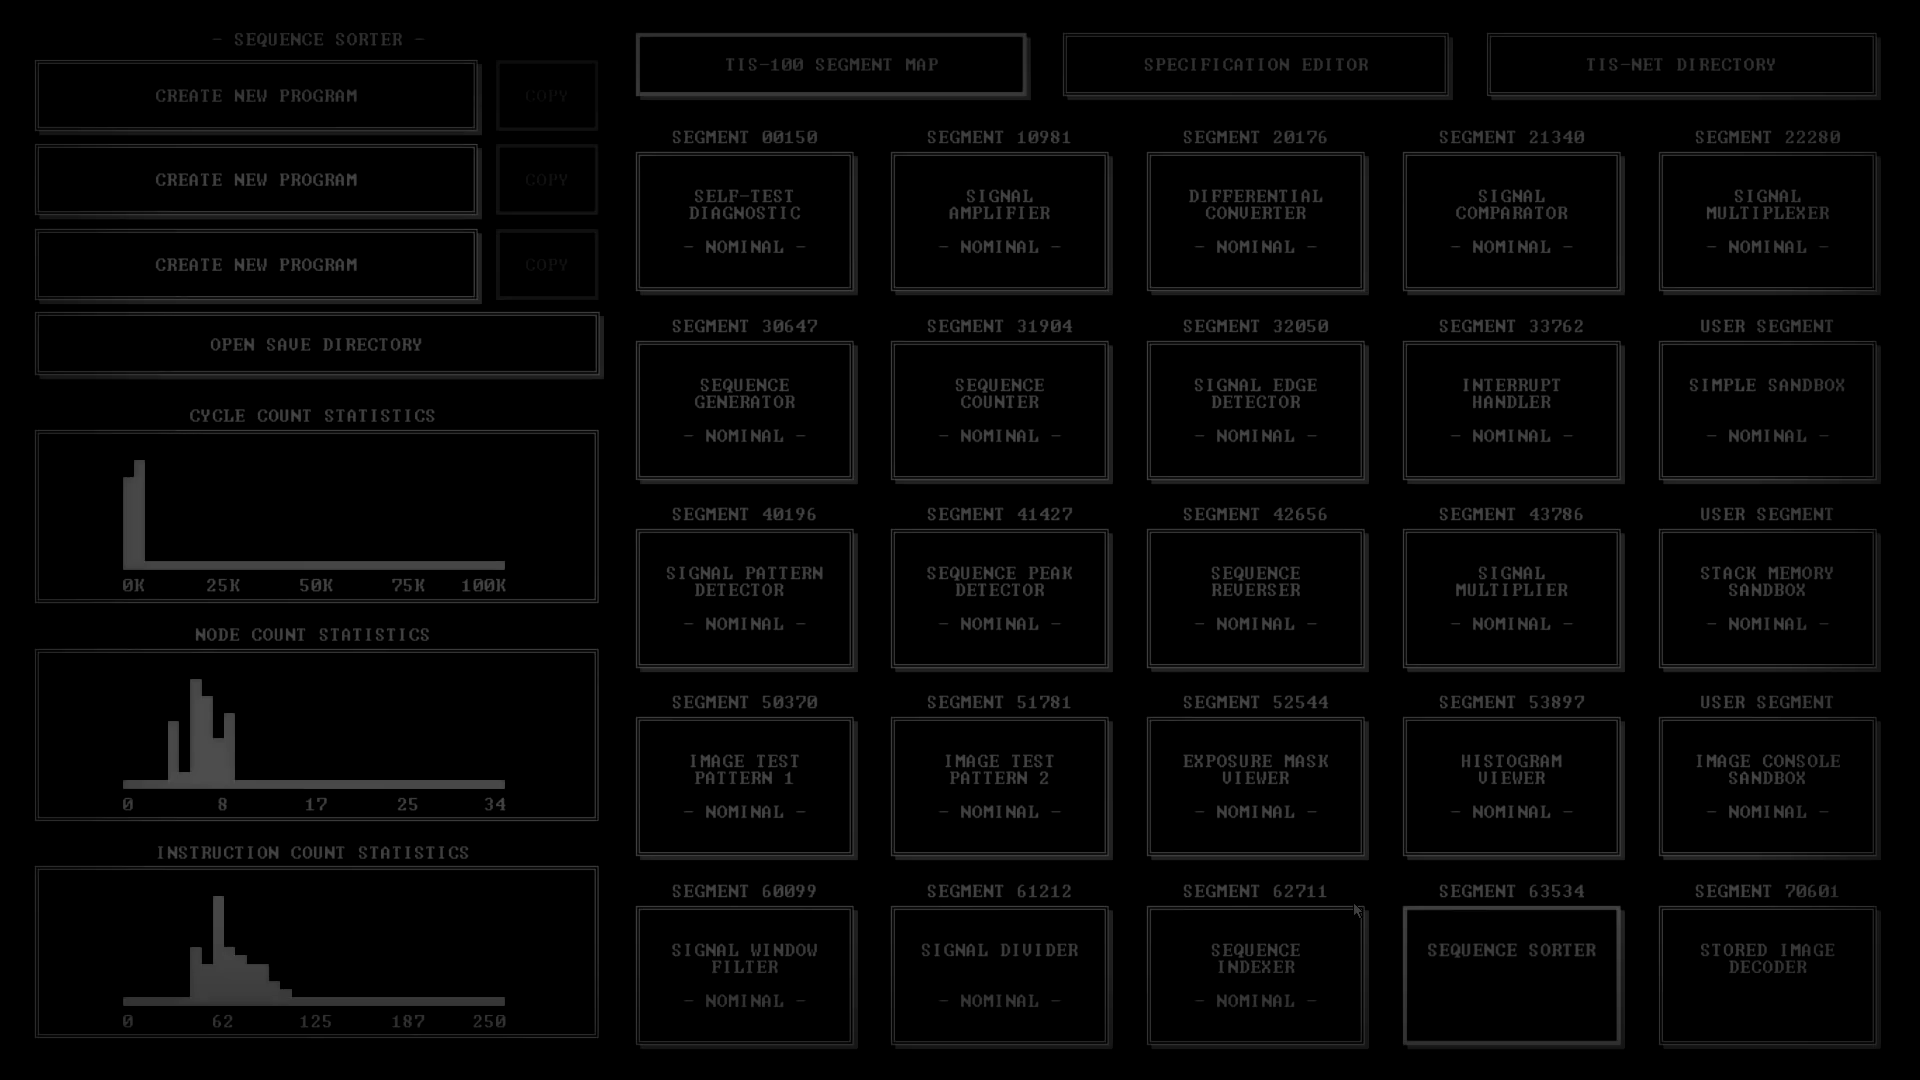 - SEQUENCE SORTER -
CREATE NEW PROGRAM COPY
CREATE NEW PROGRAM COPY
CREATE NEW PROGRAM COPY
OPEN SAVE DIRECTORY
CYCLE COUNT STATISTICS
0K 25K 50K 75K 100K
NODE COUNT STATISTICS
0 8 17 25 34
INSTRUCTION COUNT STATISTICS
0 62 125 187 250
TIS-100 SEGMENT MAP
SPECIFICATION EDITOR
TIS-NET DIRECTORY
SEGMENT 00150
SELF-TEST
DIAGNOSTIC
- NOMINAL -
SEGMENT 10981
SIGNAL
AMPLIFIER
- NOMINAL -
SEGMENT 20176
DIFFERENTIAL
CONVERTER
- NOMINAL -
SEGMENT 21340
SIGNAL
COMPARATOR
- NOMINAL -
SEGMENT 22280
SIGNAL
MULTIPLEXER
- NOMINAL -
SEGMENT 30647
SEQUENCE
GENERATOR
- NOMINAL -
SEGMENT 31904
SEQUENCE
COUNTER
- NOMINAL -
SEGMENT 32050
SIGNAL EDGE
DETECTOR
- NOMINAL -
SEGMENT 33762
INTERRUPT
HANDLER
- NOMINAL -
USER SEGMENT
SIMPLE SANDBOX
- NOMINAL -
SEGMENT 40196
SIGNAL PATTERN
DETECTOR
- NOMINAL -
SEGMENT 41427
SEQUENCE PEAK
DETECTOR
- NOMINAL -
SEGMENT 42656
SEQUENCE
REVERSER
- NOMINAL -
SEGMENT 43786
SIGNAL
MULTIPLIER
- NOMINAL -
USER SEGMENT
STACK MEMORY
SANDBOX
- NOMINAL -
SEGMENT 50370
IMAGE TEST
PATTERN 1
- NOMINAL -
SEGMENT 51781
IMAGE TEST
PATTERN 2
- NOMINAL -
SEGMENT 52544
EXPOSURE MASK
VIEWER
- NOMINAL -
SEGMENT 53897
HISTOGRAM
VIEWER
- NOMINAL -
USER SEGMENT
IMAGE CONSOLE
SANDBOX
- NOMINAL -
SEGMENT 60099
SIGNAL WINDOW
FILTER
- NOMINAL -
SEGMENT 61212
SIGNAL DIVIDER
- NOMINAL -
SEGMENT 62711
SEQUENCE
INDEXER
- NOMINAL -
SEGMENT 63534
SEQUENCE SORTER
SEGMENT 70601
STORED IMAGE
DECODER